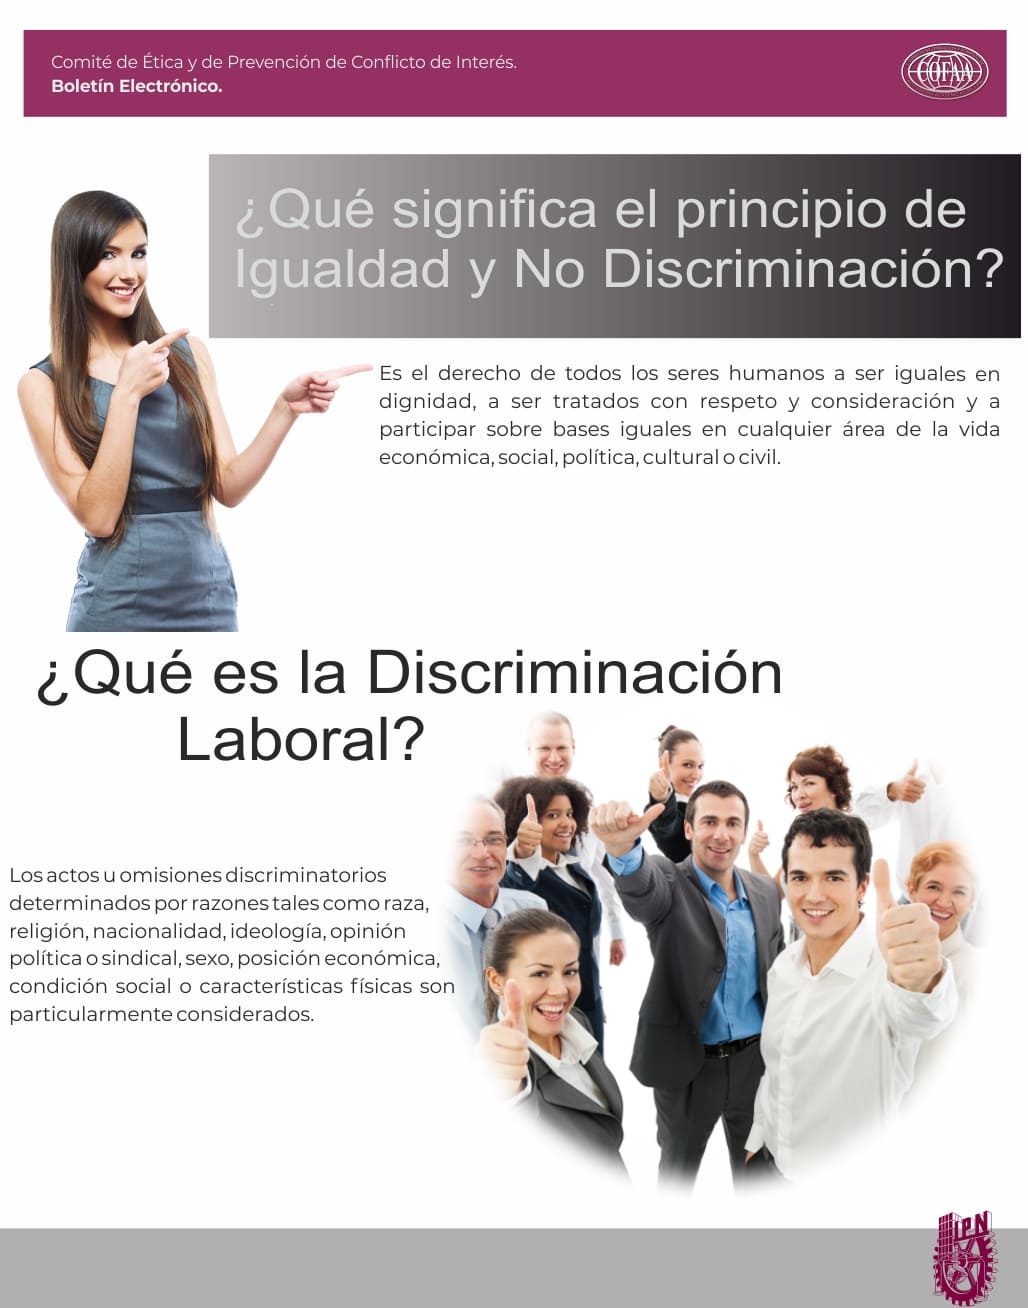 Comité de Ética y de Prevención de Conflicto de Interés.
Boletín Electrónico.
COFAA
¿Qué significa el principio de
Igualdad y No Discriminación?
Es el derecho de todos los seres humanos a ser iguales en
dignidad, a ser tratados con respeto y consideración y a
participar sobre bases iguales en cualquier área de la vida
económica, social, política, cultural o civil.
¿Qué es la Discriminación
Laboral?
Los actos u omisiones discriminatorios
determinados por razones tales como raza,
religión, nacionalidad, ideología, opinión
política o sindical, sexo, posición económica,
condición social o características físicas son
particularmente considerados.
IPN